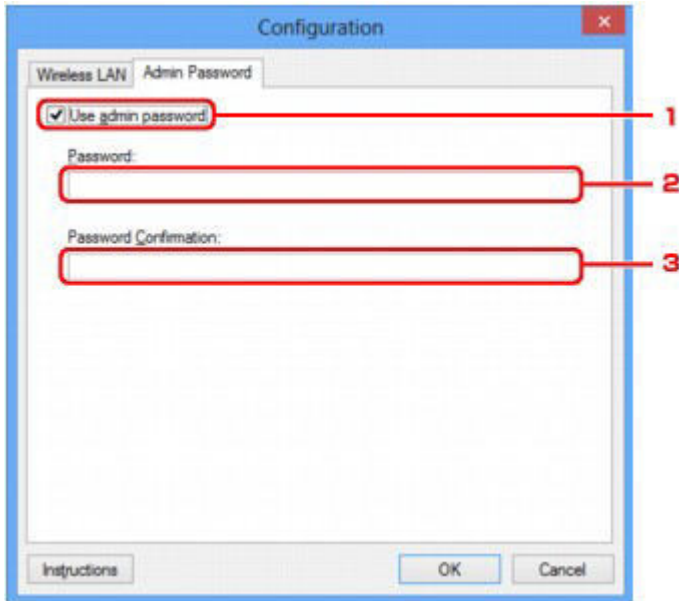 Configuration
Wireless LAN Admin Password
Use admin password 1
Password:
2
Password Confirmation:
3
Instructions OK Cancel